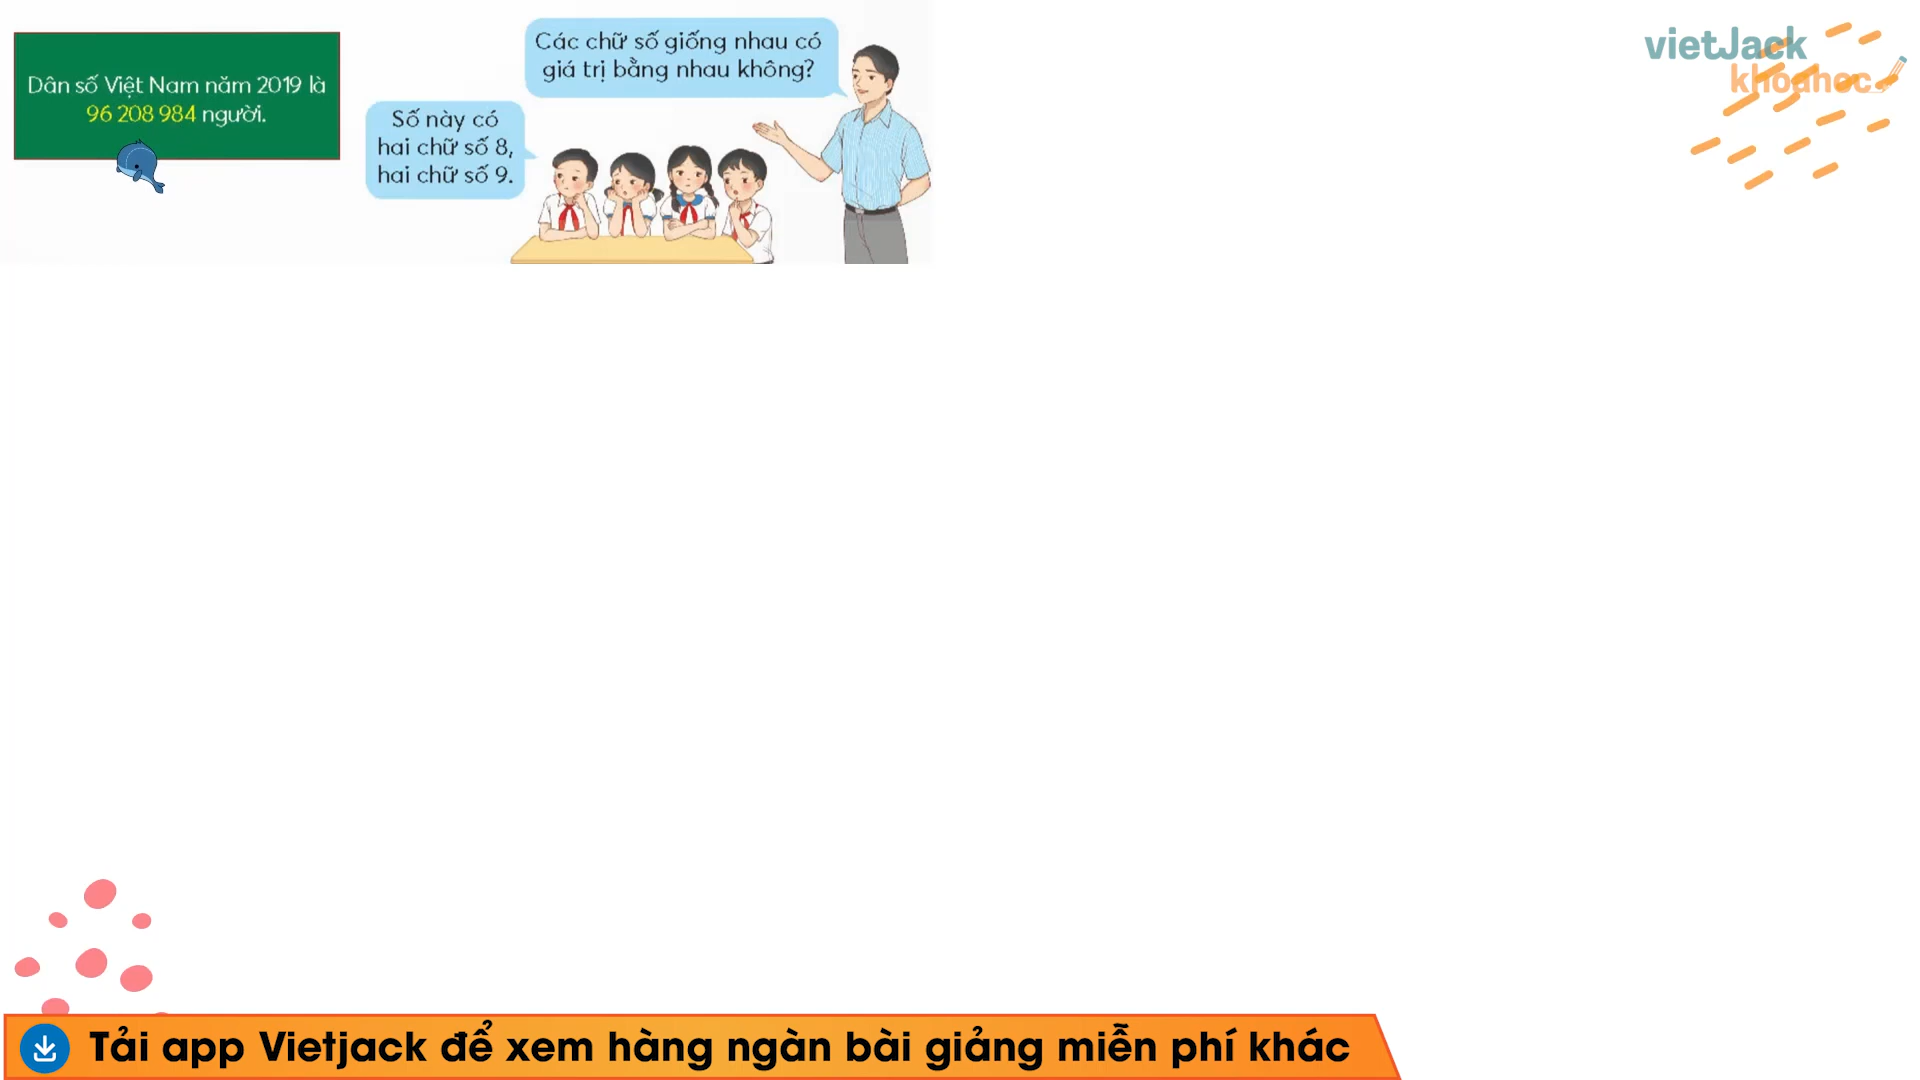 Dân số Việt Nam năm 2019 là
96 208 984 người.
Số này có
hai chữ số 8,
hai chữ số 9.
Các chữ số giống nhau có
giá trị bằng nhau không?
vietJack
khoahoc
Tải app Vietjack để xem hàng ngàn bài giảng miễn phí khác